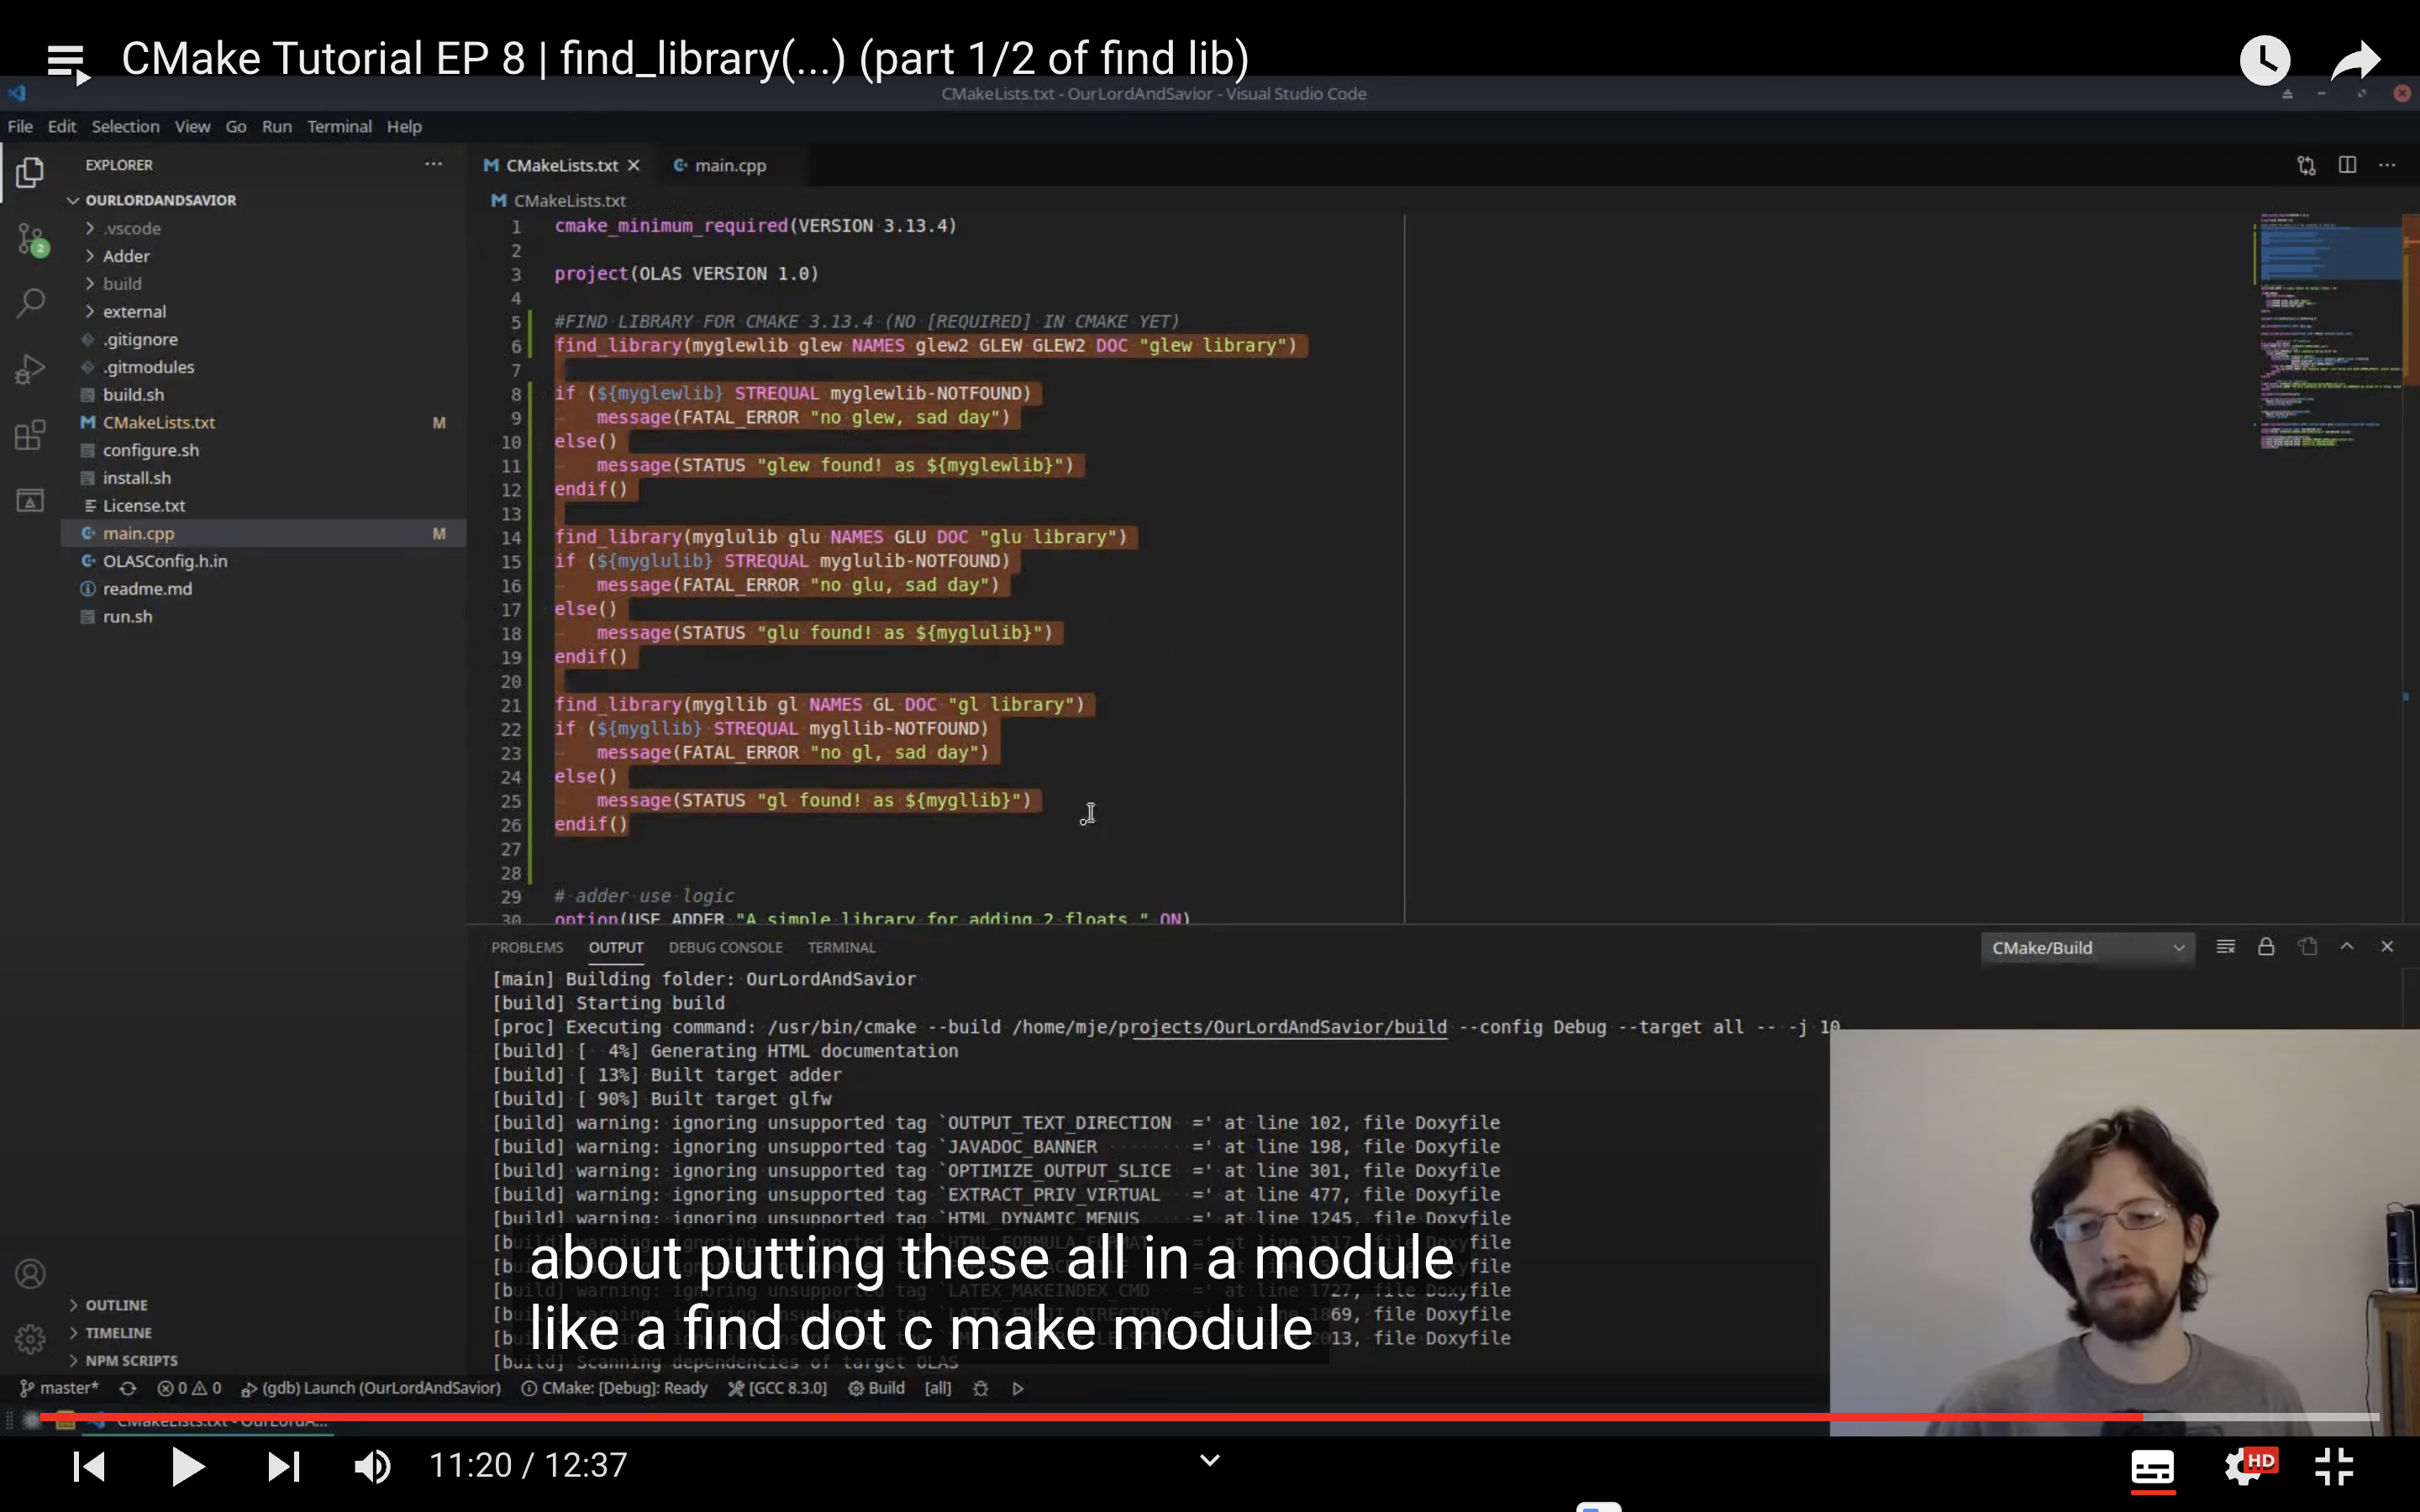 CMake Tutorial EP 8 | find_library(...) (part 1/2 of find lib)
CMakeLists.txt - OurLordAndSavior - Visual Studio Code
File Edit Selection View Go Run Terminal Help
EXPLORER
OURLORDANDSAVIOR
.vscode
Adder
build
external
.gitignore
.gitmodules
build.sh
CMakeLists.txt M
configure.sh
install.sh
License.txt
main.cpp M
OLASConfig.h.in
readme.md
run.sh
OUTLINE
TIMELINE
NPM SCRIPTS
2
CMakeLists.txt main.cpp
CMakeLists.txt
1 cmake_minimum_required(VERSION 3.13.4)
2
3 project(OLAS VERSION 1.0)
4
5 #FIND LIBRARY FOR CMAKE 3.13.4 (NO [REQUIRED] IN CMAKE YET)
6 find_library(myglewlib glew NAMES glew2 GLEW GLEW2 DOC "glew library")
7
8 if (${myglewlib} STREQUAL myglewlib-NOTFOUND)
9 message(FATAL_ERROR "no glew, sad day")
10 else()
11 message(STATUS "glew found! as ${myglewlib}")
12 endif()
13
14 find_library(myglulib glu NAMES GLU DOC "glu library")
15 if (${myglulib} STREQUAL myglulib-NOTFOUND)
16 message(FATAL_ERROR "no glu, sad day")
17 else()
18 message(STATUS "glu found! as ${myglulib}")
19 endif()
20
21 find_library(mygllib gl NAMES GL DOC "gl library")
22 if (${mygllib} STREQUAL mygllib-NOTFOUND)
23 message(FATAL_ERROR "no gl, sad day")
24 else()
25 message(STATUS "gl found! as ${mygllib}")
26 endif()
27
28
29 # adder use logic
30 option(USE_ADDER "A simple library for adding 2 floats." ON)
PROBLEMS OUTPUT DEBUG CONSOLE TERMINAL CMake/Build
[main] Building folder: OurLordAndSavior
[build] Starting build
[proc] Executing command: /usr/bin/cmake --build /home/mje/projects/OurLordAndSavior/build --config Debug --target all -- -j 10
[build] [  4%] Generating HTML documentation
[build] [ 13%] Built target adder
[build] [ 90%] Built target glfw
[build] warning: ignoring unsupported tag `OUTPUT_TEXT_DIRECTION =' at line 102, file Doxyfile
[build] warning: ignoring unsupported tag `JAVADOC_BANNER =' at line 198, file Doxyfile
[build] warning: ignoring unsupported tag `OPTIMIZE_OUTPUT_SLICE =' at line 301, file Doxyfile
[build] warning: ignoring unsupported tag `EXTRACT_PRIV_VIRTUAL =' at line 477, file Doxyfile
[build] warning: ignoring unsupported tag `HTML_DYNAMIC_MENUS =' at line 1245, file Doxyfile
file Doxyfile
file Doxyfile
file Doxyfile
file Doxyfile
file Doxyfile
[build] Scanning dependencies of target OLAS
about putting these all in a module
like a find dot c make module
master* 0 0 (gdb) Launch (OurLordAndSavior) CMake: [Debug]: Ready [GCC 8.3.0] Build [all]
CMakeLists.txt - OurLordA...
11:20 / 12:37
HD